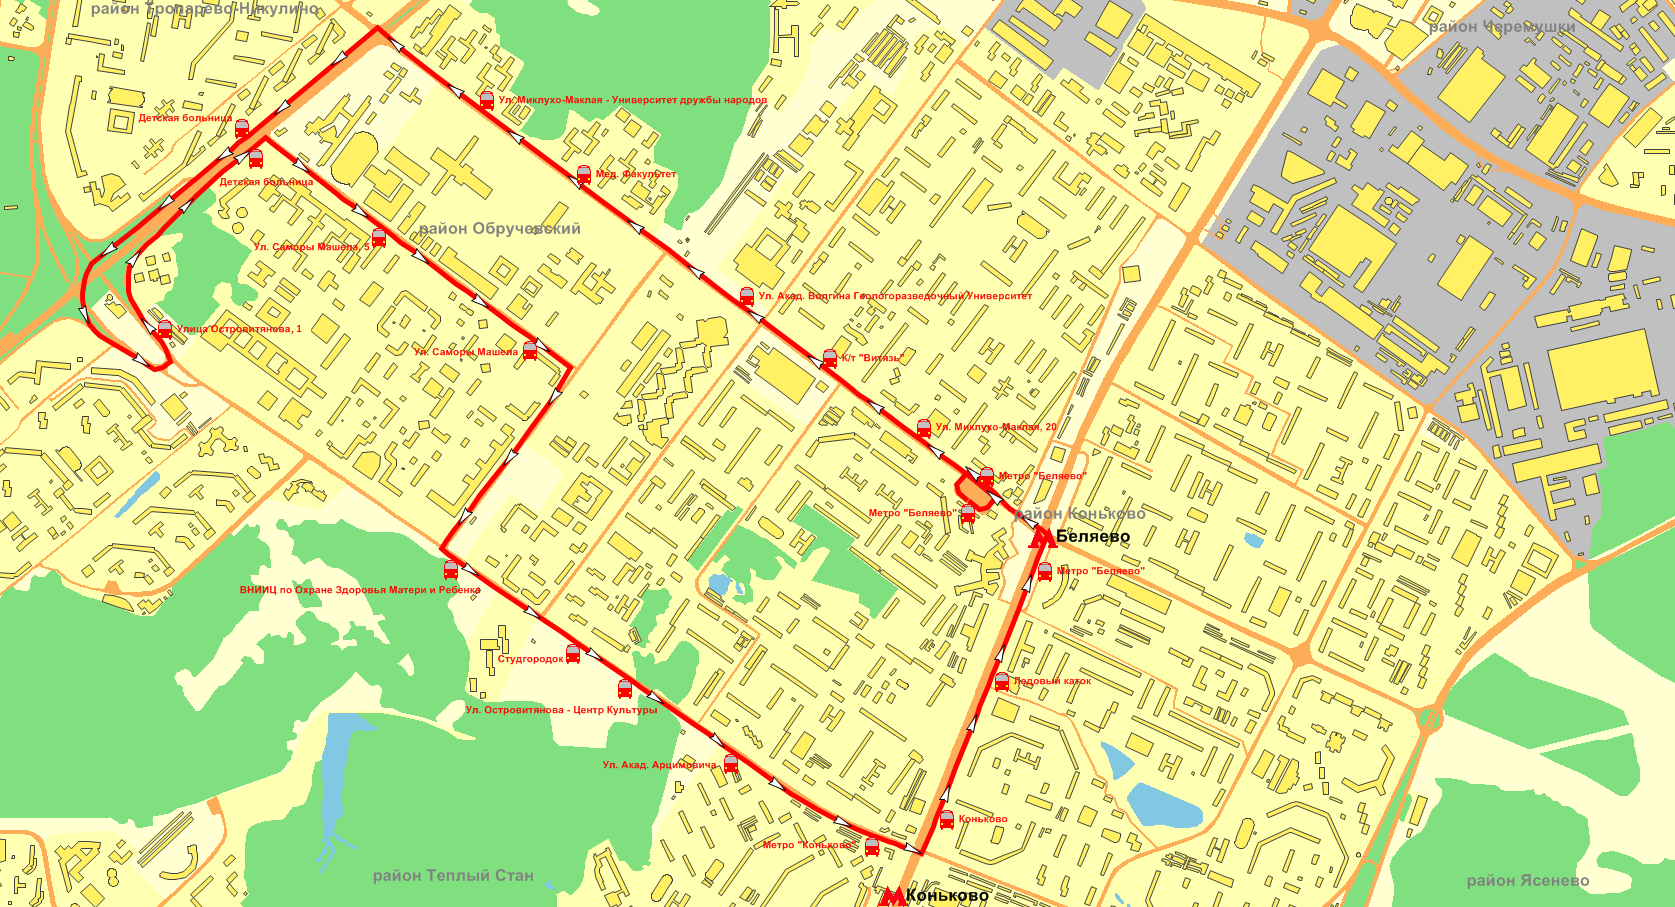 район Тропарево-Никулино
район Черемушки
Ул. Миклухо-Маклая - Университет дружбы народов
Детская больница
Мед. Факультет
Детская больница
район Обручевский
Ул. Саморы Машела, 5
Ул. Акад. Волгина Геологоразведочный Университет
Улица Островитянова, 1
Ул. Саморы Машела
К/т "Витязь"
Ул. Миклухо-Маклая, 20
Метро "Беляево"
Метро "Беляево"
район Коньково
Беляево
Метро "Беляево"
ВНИИЦ по Охране Здоровья Матери и Ребенка
Студгородок
Ледовый каток
Ул. Островитянова - Центр Культуры
Ул. Акад. Арцимовича
Коньково
Метро "Коньково"
район Теплый Стан
район Ясенево
Коньково